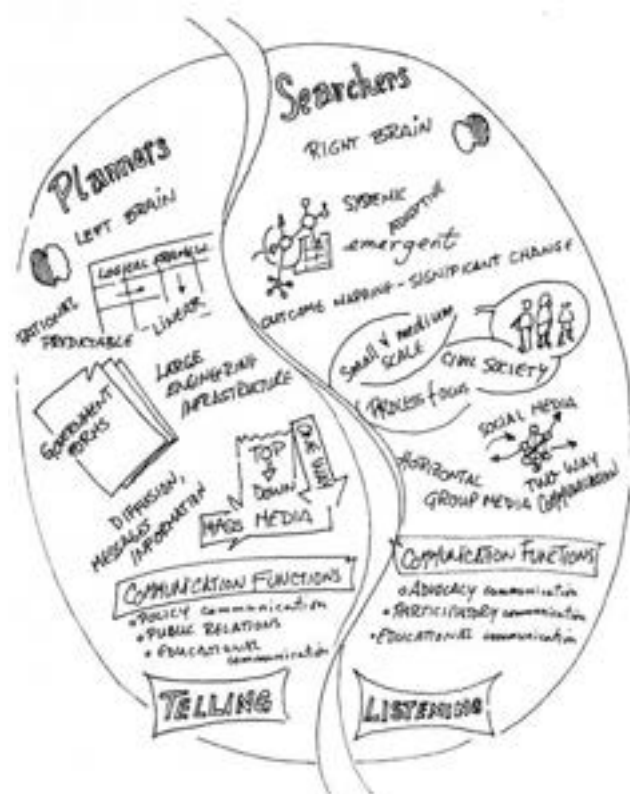 Planners
LEFT BRAIN
LOGICAL FRAMEW.
RATIONAL
PREDICTABLE
LINEAR
LARGE
ENGINEERING
INFRASTRUCTURE
GOVERNMENT
FORMS
DIFFUSION,
MESSAGES
INFORMATION
TOP
DOWN
ONE WAY
MASS MEDIA
COMMUNICATION FUNCTIONS
• POLICY communication
• PUBLIC RELATIONS
• EDUCATIONAL
communication
TELLING
Searchers
RIGHT BRAIN
SYSTEMIC
ADAPTIVE
emergent
OUTCOME MAPPING - SIGNIFICANT CHANGE
Small & medium
SCALE
CIVIL SOCIETY
PROCESS FOCUS
SOCIAL MEDIA
HORIZONTAL
GROUP MEDIA
TWO WAY
COMMUNICATION
COMMUNICATION FUNCTIONS
• ADVOCACY communication
• PARTICIPATORY communication
• EDUCATIONAL communication
LISTENING